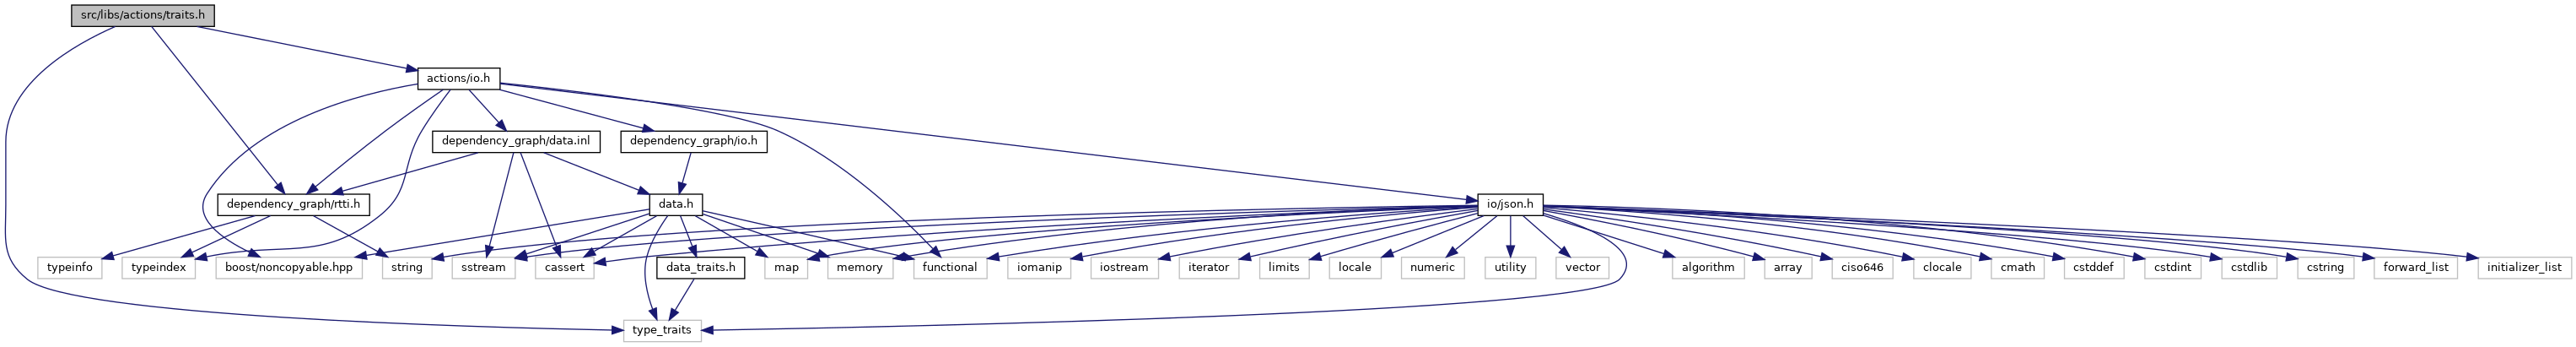 src/libs/actions/traits.h
actions/io.h
dependency_graph/data.inl
dependency_graph/io.h
dependency_graph/rtti.h
data.h
io/json.h
typeinfo
typeindex
boost/noncopyable.hpp
string
sstream
cassert
data_traits.h
map
memory
functional
iomanip
iostream
iterator
limits
locale
numeric
utility
vector
algorithm
array
ciso646
clocale
cmath
cstddef
cstdint
cstdlib
cstring
forward_list
initializer_list
type_traits